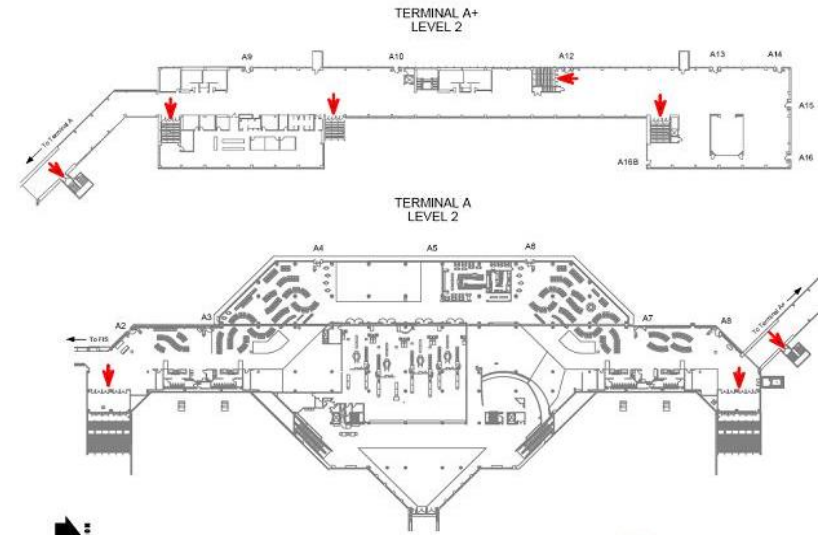 TERMINAL A+
LEVEL 2
A9
A10
A12
A13
A14
A15
A16
A16B
To Terminal A
TERMINAL A
LEVEL 2
A4
A5
A6
A3
A2
A7
A8
To FIS
To Terminal A+